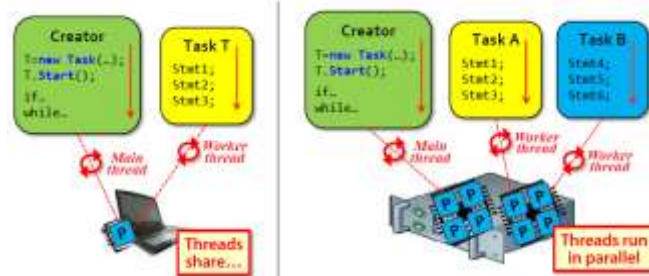 Creator
T=new Task(…);
T.Start();
if…
while…
Task T
Stmt1;
Stmt2;
Stmt3;
Main
thread
Worker
thread
P
Threads
share...
Creator
T=new Task(…);
T.Start();
if…
while…
Task A
Stmt1;
Stmt2;
Stmt3;
Task B
Stmt4;
Stmt5;
Stmt6;
Main
thread
Worker
thread
Worker
thread
P P
P P
P P
P P
Threads run
in parallel